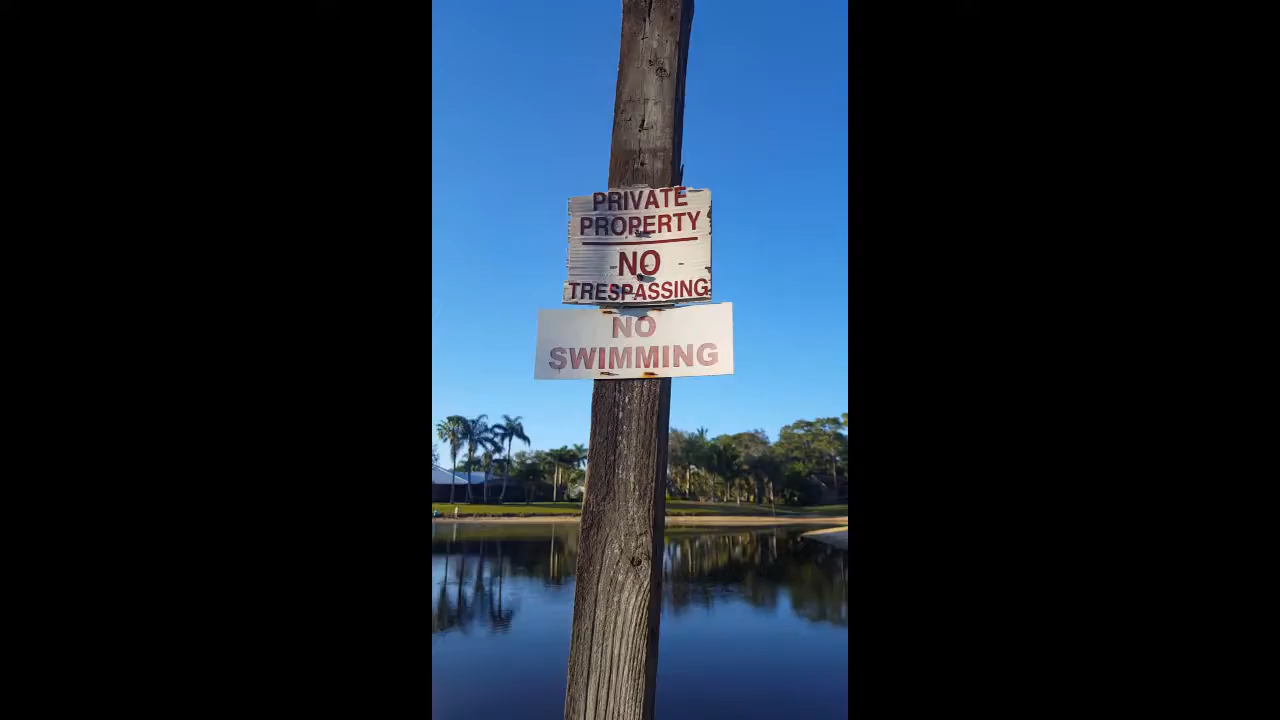 PRIVATE
PROPERTY
NO
TRESPASSING
NO
SWIMMING